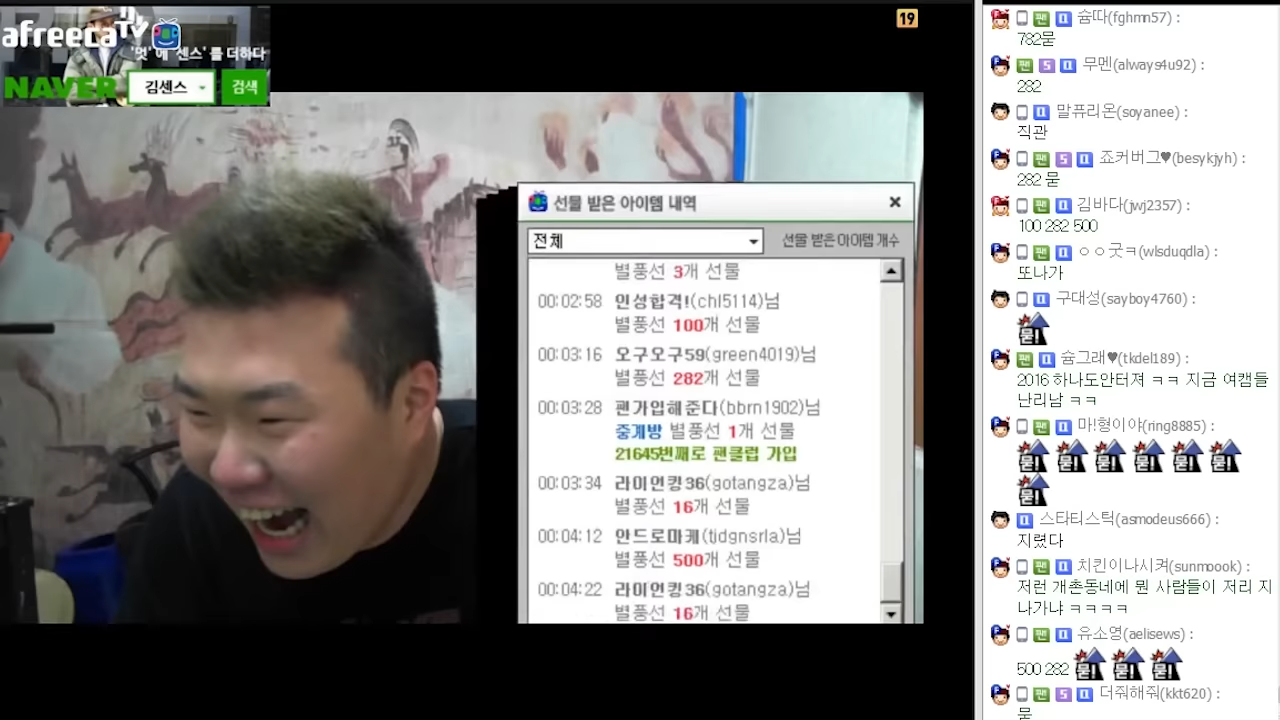 afreecaTV
'멋'에 '센스'를 더하다
NAVER 김센스 검색
19
선물 받은 아이템 내역
전체
선물 받은 아이템 개수
별풍선 3개 선물
00:02:58 인성합격!(chl5114)님
별풍선 100개 선물
00:03:16 오구오구59(green4019)님
별풍선 282개 선물
00:03:28 팬가입해준다(bbrn1902)님
중계방 별풍선 1개 선물
21645번째로 팬클럽 가입
00:03:34 라이언킹36(gotangza)님
별풍선 16개 선물
00:04:12 안드로마케(tjdgnsrla)님
별풍선 500개 선물
00:04:22 라이언킹36(gotangza)님
별풍선 16개 선물
숨따(fghmn57) :
782묻
무멘(always4u92) :
282
말퓨리온(soyanee) :
직관
죠커버그♥(besykjyh) :
282 묻
김바다(jwj2357) :
100 282 500
ㅇㅇ굿ㅋ(wlsduqdla) :
또나가
구대성(sayboy4760) :
묻!
숨그래♥(tkdel189) :
2016 하나도안터져 ㅋㅋ 지금 여캠들
난리남 ㅋㅋ
마!형이야(ring8885) :
묻! 묻! 묻! 묻! 묻! 묻!
묻!
스타티스틱(asmodeus666) :
지렸다
치킨이나시켜(sunmoook) :
저런 개촌동네에 뭔 사람들이 저리 지
나가냐 ㅋㅋㅋㅋ
유소영(aelisews) :
500 282 묻! 묻! 묻!
더줘해줘(kkt620) :
묻